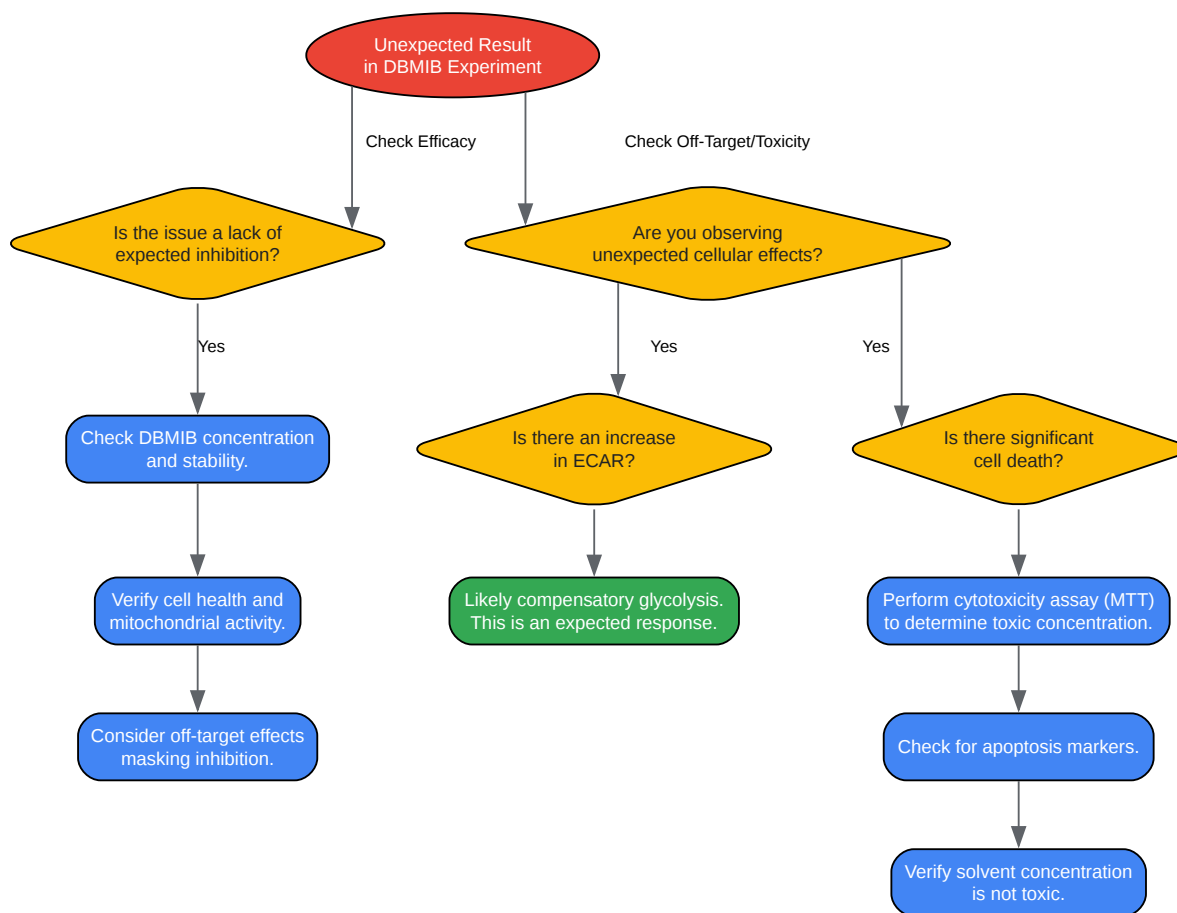 Unexpected Result
in DBMIB Experiment
Check Efficacy
Check Off-Target/Toxicity
Is the issue a lack of
expected inhibition?
Are you observing
unexpected cellular effects?
Yes
Yes
Yes
Check DBMIB concentration
and stability.
Is there an increase
in ECAR?
Is there significant
cell death?
Verify cell health and
mitochondrial activity.
Likely compensatory glycolysis.
This is an expected response.
Perform cytotoxicity assay (MTT)
to determine toxic concentration.
Consider off-target effects
masking inhibition.
Check for apoptosis markers.
Verify solvent concentration
is not toxic.